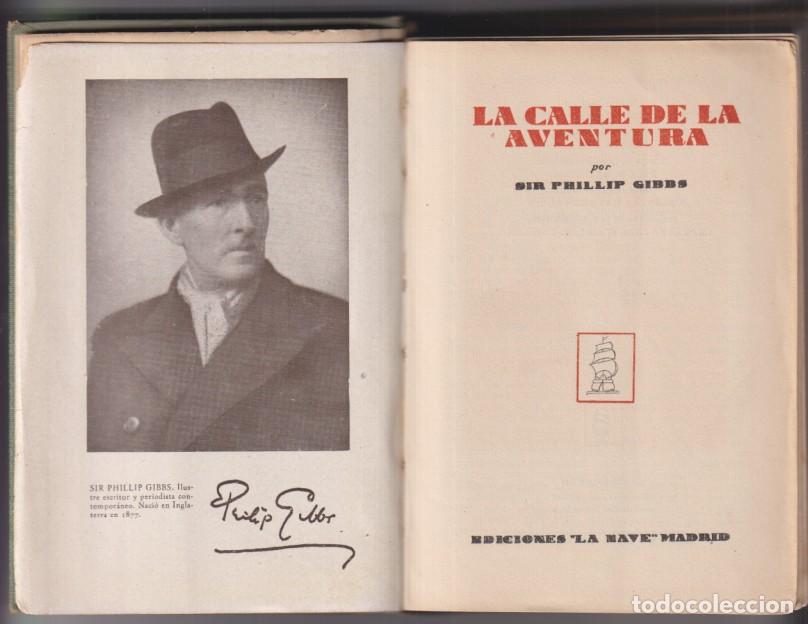 SIR PHILLIP GIBBS. Ilus-
tre escritor y periodista con-
temporáneo. Nació en Ingla-
terra en 1877.
Philip Gibbs.
LA CALLE DE LA
AVENTURA
por
SIR PHILLIP GIBBS
EDICIONES "LA NAVE" MADRID
todocoleccion